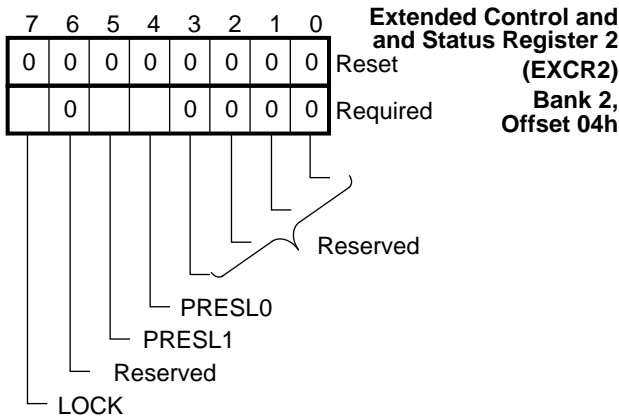 7 6 5 4 3 2 1 0
Extended Control and
and Status Register 2
(EXCR2)
Bank 2,
Offset 04h
0 0 0 0 0 0 0 0 Reset
0 0 0 0 0 Required
Reserved
PRESL0
PRESL1
Reserved
LOCK